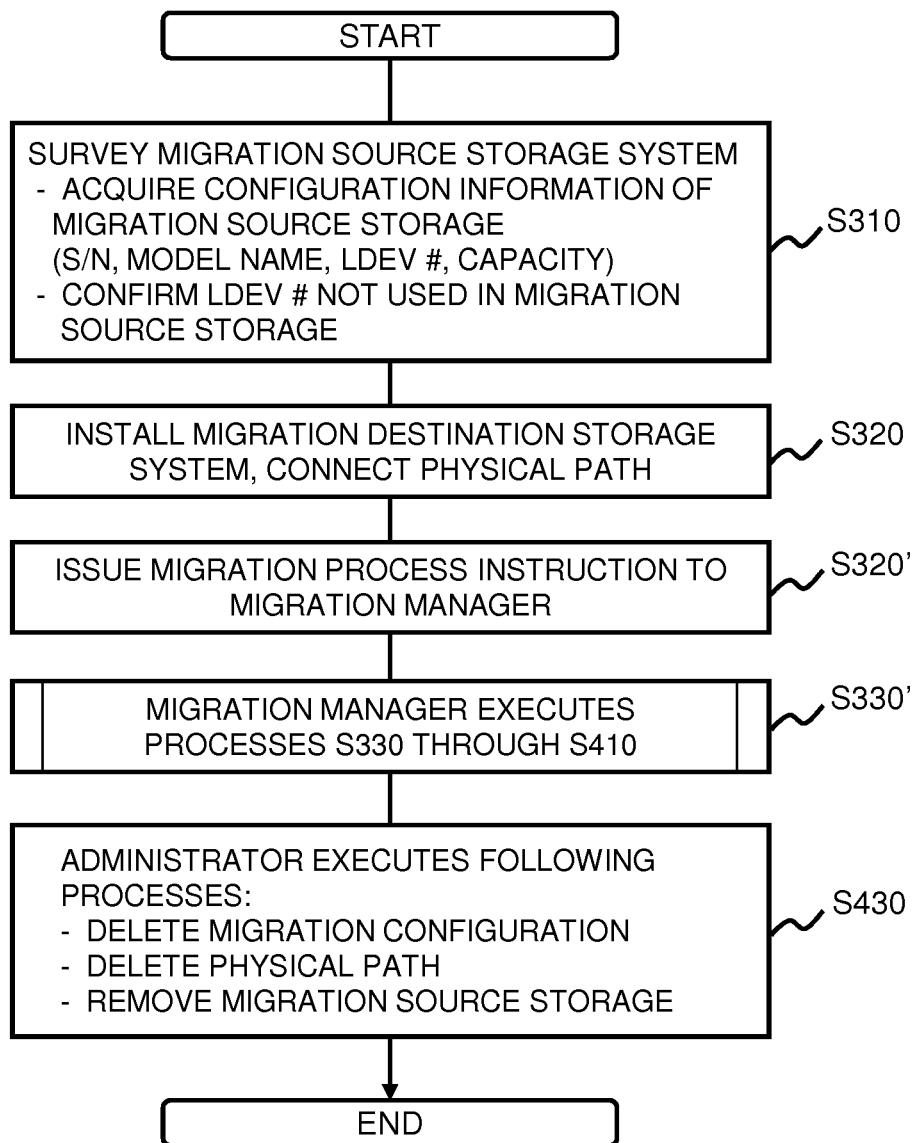 START
SURVEY MIGRATION SOURCE STORAGE SYSTEM
- ACQUIRE CONFIGURATION INFORMATION OF
MIGRATION SOURCE STORAGE
(S/N, MODEL NAME, LDEV #, CAPACITY)
- CONFIRM LDEV # NOT USED IN MIGRATION
SOURCE STORAGE
S310
INSTALL MIGRATION DESTINATION STORAGE
SYSTEM, CONNECT PHYSICAL PATH
S320
ISSUE MIGRATION PROCESS INSTRUCTION TO
MIGRATION MANAGER
S320'
MIGRATION MANAGER EXECUTES
PROCESSES S330 THROUGH S410
S330'
ADMINISTRATOR EXECUTES FOLLOWING
PROCESSES:
- DELETE MIGRATION CONFIGURATION
- DELETE PHYSICAL PATH
- REMOVE MIGRATION SOURCE STORAGE
S430
END